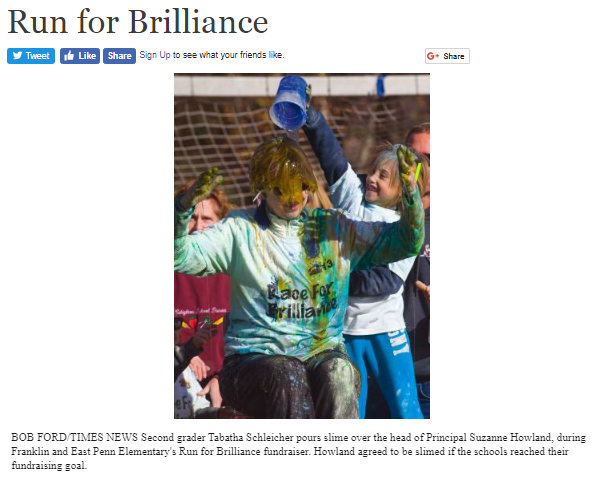 Run for Brilliance
Tweet Like Share Sign Up to see what your friends like. G+ Share
Race For
Brilliance
BOB FORD/TIMES NEWS Second grader Tabatha Schleicher pours slime over the head of Principal Suzanne Howland, during
Franklin and East Penn Elementary's Run for Brilliance fundraiser. Howland agreed to be slimed if the schools reached their
fundraising goal.